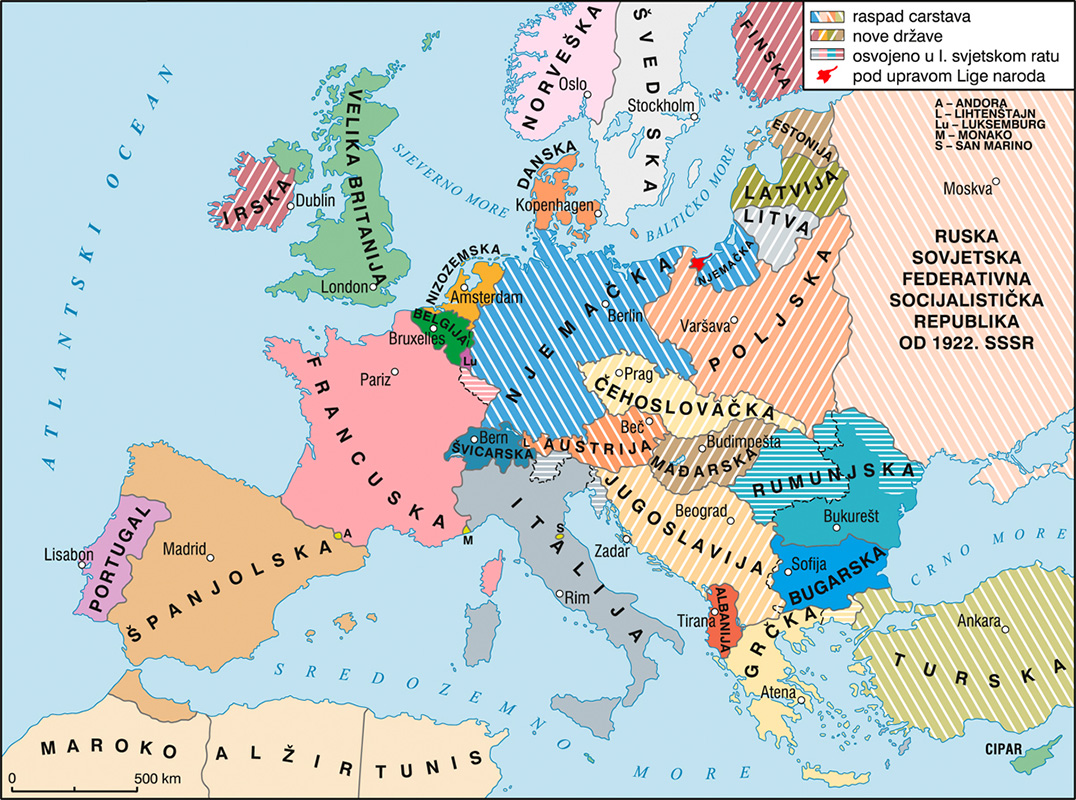 raspad carstava
nove države
osvojeno u I. svjetskom ratu
pod upravom Lige naroda
A – ANDORA
L – LIHTENŠTAJN
Lu – LUKSEMBURG
M – MONAKO
S – SAN MARINO
NORVEŠKA
Oslo
ŠVEDSKA
Stockholm
FINSKA
ESTONIJA
LATVIJA
LITVA
Moskva
RUSKA
SOVJETSKA
FEDERATIVNA
SOCIJALISTIČKA
REPUBLIKA
OD 1922. SSSR
ATLANTSKI OCEAN
SJEVERNO MORE
BALTIČKO MORE
VELIKA BRITANIJA
London
IRSKA
Dublin
DANSKA
Kopenhagen
NIZOZEMSKA
Amsterdam
BELGIJA
Bruxelles
Lu
NJEMAČKA
Berlin
NJEMAČKA
POLJSKA
Varšava
Prag
ČEHOSLOVAČKA
FRANCUSKA
Pariz
Bern
ŠVICARSKA
L
AUSTRIJA
Beč
Budimpešta
MAĐARSKA
RUMUNJSKA
Bukurešt
JUGOSLAVIJA
Beograd
Zadar
ITALIJA
S
Rim
M
A
PORTUGAL
Lisabon
ŠPANJOLSKA
Madrid
Sofija
BUGARSKA
CRNO MORE
ALBANIJA
Tirana
GRČKA
Atena
TURSKA
Ankara
CIPAR
SREDOZEMNO MORE
MAROKO
ALŽIR
TUNIS
0
500 km